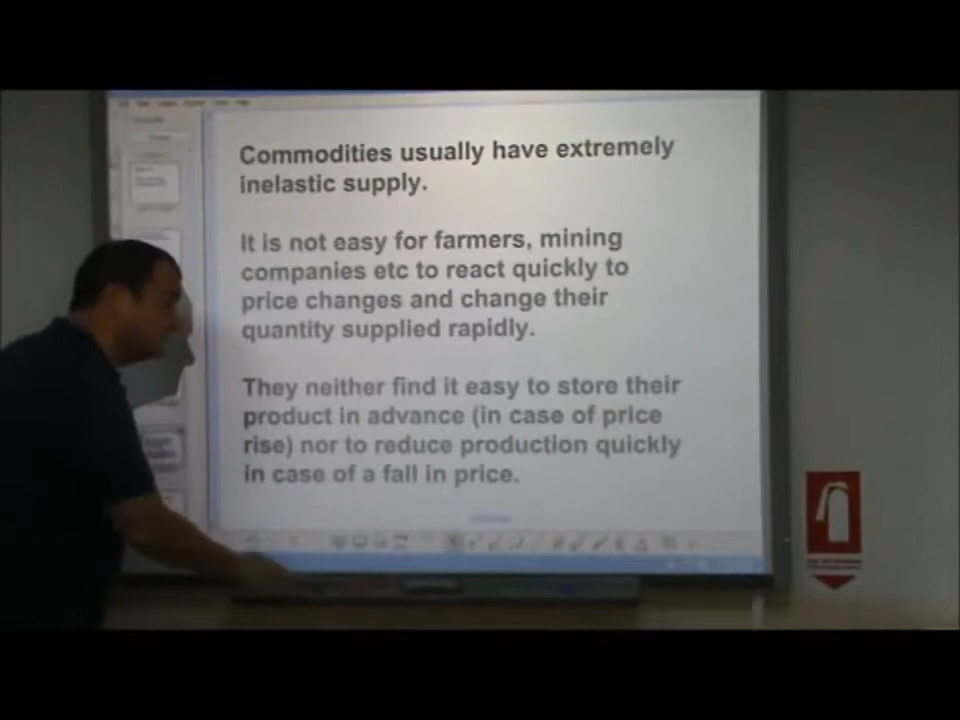 Commodities usually have extremely
inelastic supply.
It is not easy for farmers, mining
companies etc to react quickly to
price changes and change their
quantity supplied rapidly.
They neither find it easy to store their
product in advance (in case of price
rise) nor to reduce production quickly
in case of a fall in price.